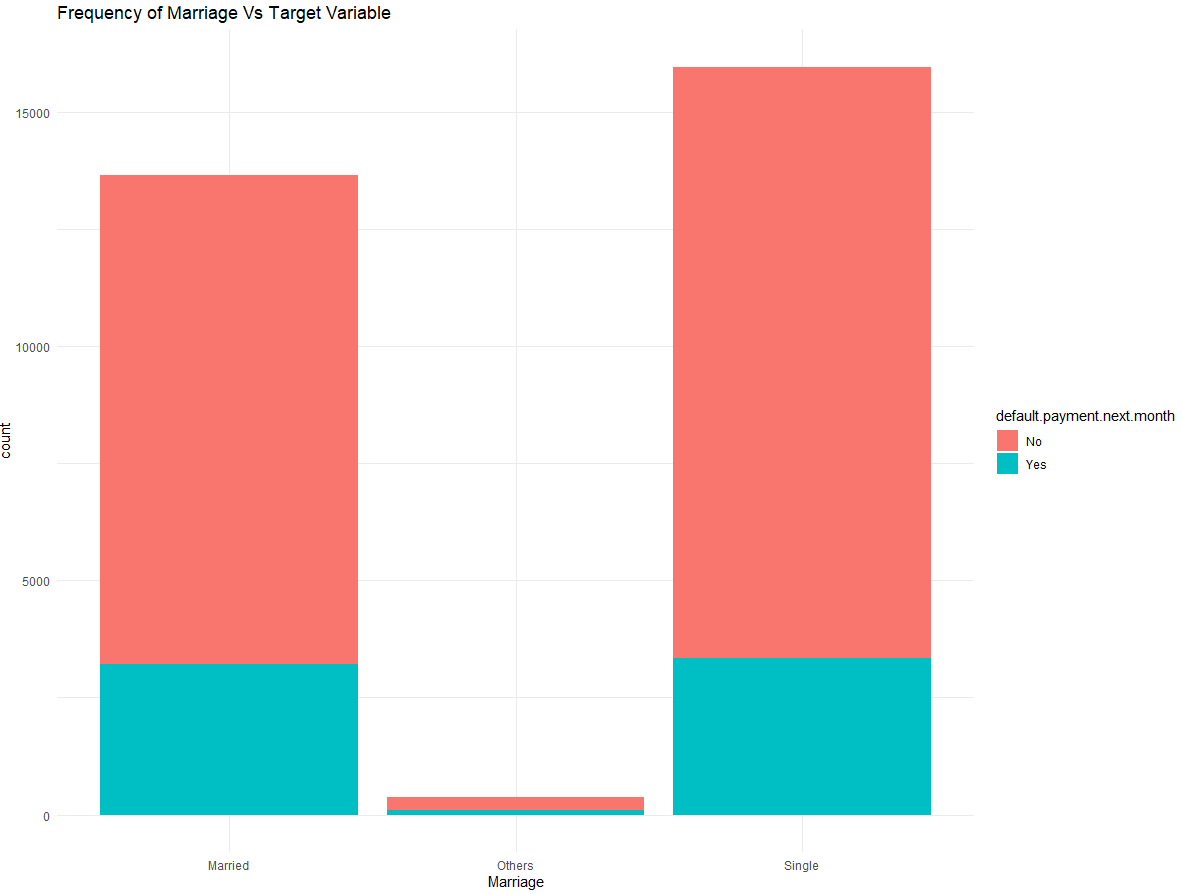 Frequency of Marriage Vs Target Variable
15000
10000
5000
0
count
Married
Others
Single
Marriage
default.payment.next.month
No
Yes